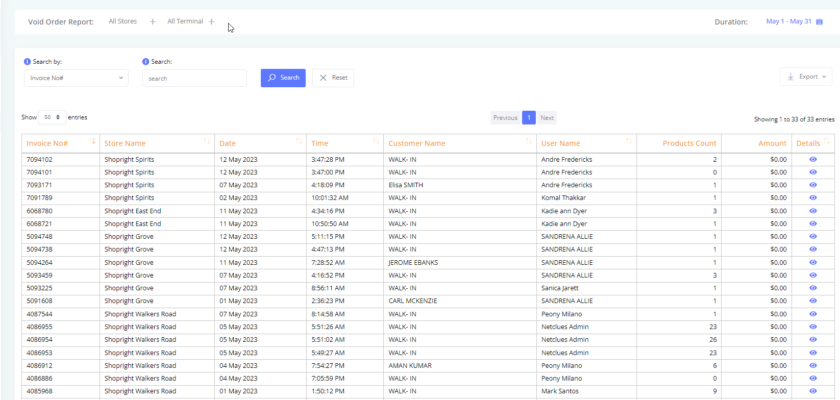 Void Order Report: All Stores + All Terminal + Duration: May 1 - May 31
Search by: Search:
Invoice No# search Search Reset Export
Show 50 entries Previous 1 Next Showing 1 to 33 of 33 entries
Invoice No# Store Name Date Time Customer Name User Name Products Count Amount Details
7094102 Shopright Spirits 12 May 2023 3:47:28 PM WALK- IN Andre Fredericks 2 $0.00
7094101 Shopright Spirits 12 May 2023 3:47:00 PM WALK- IN Andre Fredericks 0 $0.00
7093171 Shopright Spirits 07 May 2023 4:18:09 PM Elisa SMITH Andre Fredericks 1 $0.00
7091789 Shopright Spirits 02 May 2023 10:01:32 AM WALK- IN Komal Thakkar 1 $0.00
6068780 Shopright East End 11 May 2023 4:34:16 PM WALK- IN Kadie ann Dyer 3 $0.00
6068721 Shopright East End 11 May 2023 10:50:50 AM WALK- IN Kadie ann Dyer 1 $0.00
5094748 Shopright Grove 12 May 2023 5:11:15 PM WALK- IN SANDRENA ALLIE 1 $0.00
5094738 Shopright Grove 12 May 2023 4:47:13 PM WALK- IN SANDRENA ALLIE 1 $0.00
5094264 Shopright Grove 11 May 2023 7:28:52 AM JEROME EBANKS SANDRENA ALLIE 1 $0.00
5093459 Shopright Grove 07 May 2023 4:16:52 PM WALK- IN SANDRENA ALLIE 3 $0.00
5093225 Shopright Grove 07 May 2023 8:56:11 AM WALK- IN Sanica Jarett 1 $0.00
5091608 Shopright Grove 01 May 2023 2:36:23 PM CARL MCKENZIE SANDRENA ALLIE 1 $0.00
4087544 Shopright Walkers Road 07 May 2023 8:14:58 AM WALK- IN Peony Milano 1 $0.00
4086955 Shopright Walkers Road 05 May 2023 5:51:26 AM WALK- IN Netclues Admin 23 $0.00
4086954 Shopright Walkers Road 05 May 2023 5:51:02 AM WALK- IN Netclues Admin 26 $0.00
4086953 Shopright Walkers Road 05 May 2023 5:49:27 AM WALK- IN Netclues Admin 23 $0.00
4086912 Shopright Walkers Road 04 May 2023 7:54:27 PM AMAN KUMAR Peony Milano 6 $0.00
4086886 Shopright Walkers Road 04 May 2023 7:05:59 PM WALK- IN Peony Milano 0 $0.00
4085968 Shopright Walkers Road 01 May 2023 1:50:12 PM WALK- IN Mark Santos 9 $0.00